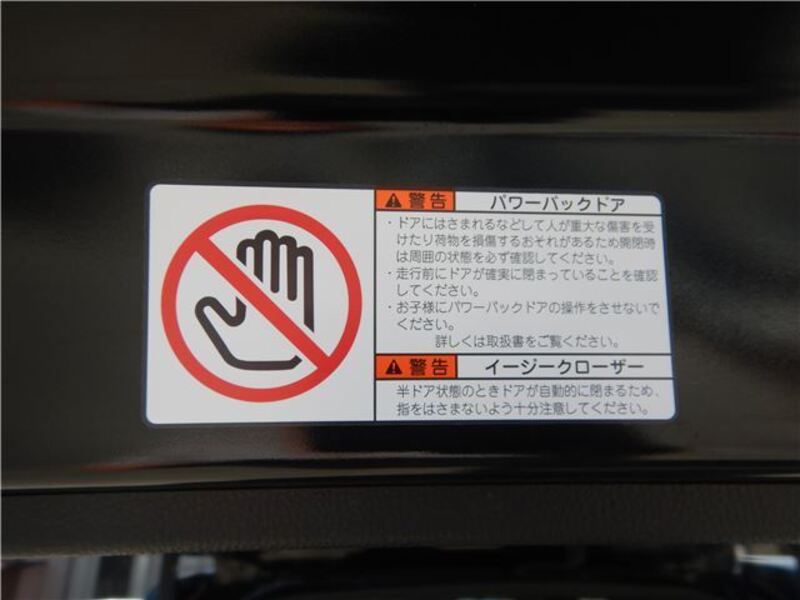 警告 パワーバックドア
・ドアにはさまれるなどして人が重大な傷害を受
けたり荷物を損傷するおそれがあるため開閉時
は周囲の状態を必ず確認してください。
・走行前にドアが確実に閉まっていることを確認
してください。
・お子様にパワーバックドアの操作をさせないで
ください。
詳しくは取扱書をご覧ください。
警告 イージークローザー
半ドア状態のときドアが自動的に閉まるため、
指をはさまないよう十分注意してください。